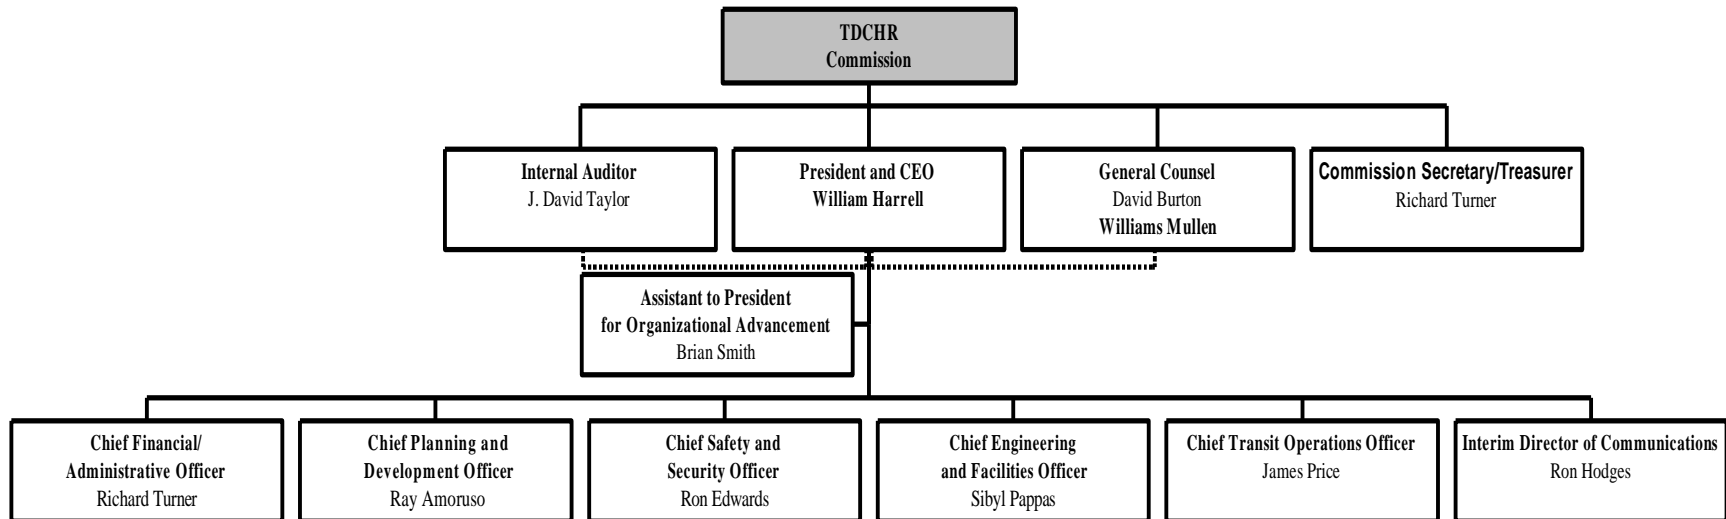 TDCHR
Commission
Internal Auditor
J. David Taylor
President and CEO
William Harrell
General Counsel
David Burton
Williams Mullen
Commission Secretary/Treasurer
Richard Turner
Assistant to President
for Organizational Advancement
Brian Smith
Chief Financial/
Administrative Officer
Richard Turner
Chief Planning and
Development Officer
Ray Amoruso
Chief Safety and
Security Officer
Ron Edwards
Chief Engineering
and Facilities Officer
Sibyl Pappas
Chief Transit Operations Officer
James Price
Interim Director of Communications
Ron Hodges